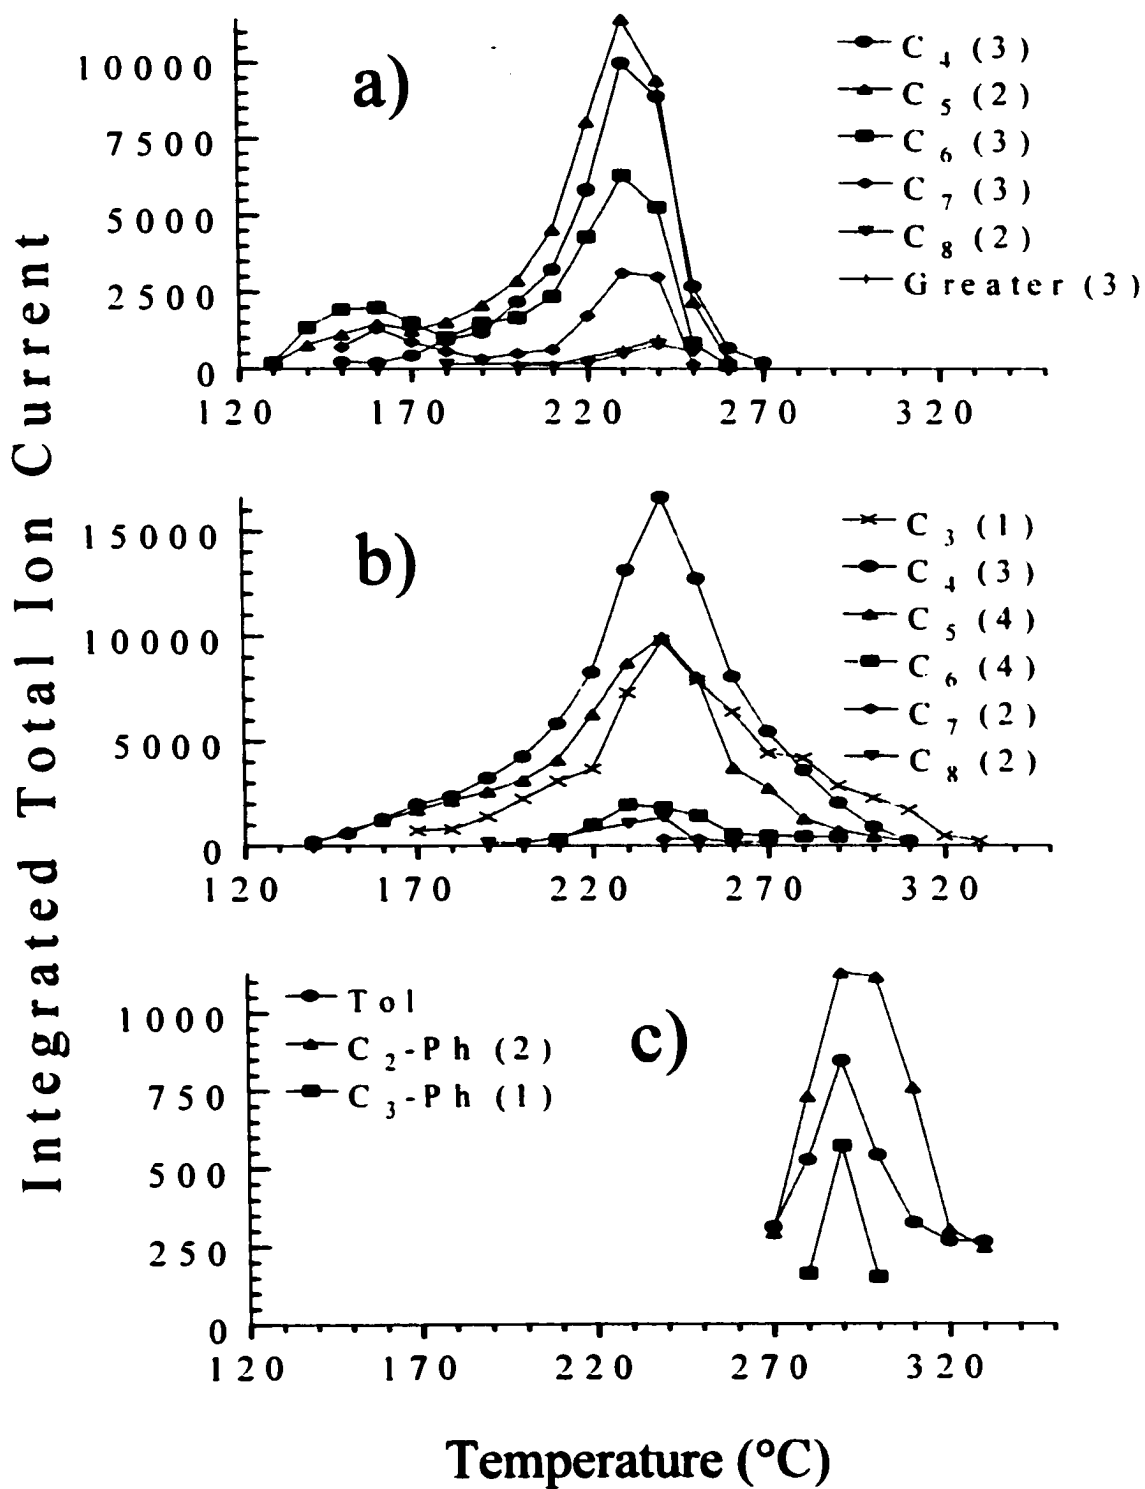 Integrated Total Ion Current
a)
10000
7500
5000
2500
0
120 170 220 270 320
C4 (3)
C5 (2)
C6 (3)
C7 (3)
C8 (2)
Greater (3)
b)
15000
10000
5000
0
120 170 220 270 320
C3 (1)
C4 (3)
C5 (4)
C6 (4)
C7 (2)
C8 (2)
c)
1000
750
500
250
0
120 170 220 270 320
Tol
C2-Ph (2)
C3-Ph (1)
Temperature (°C)